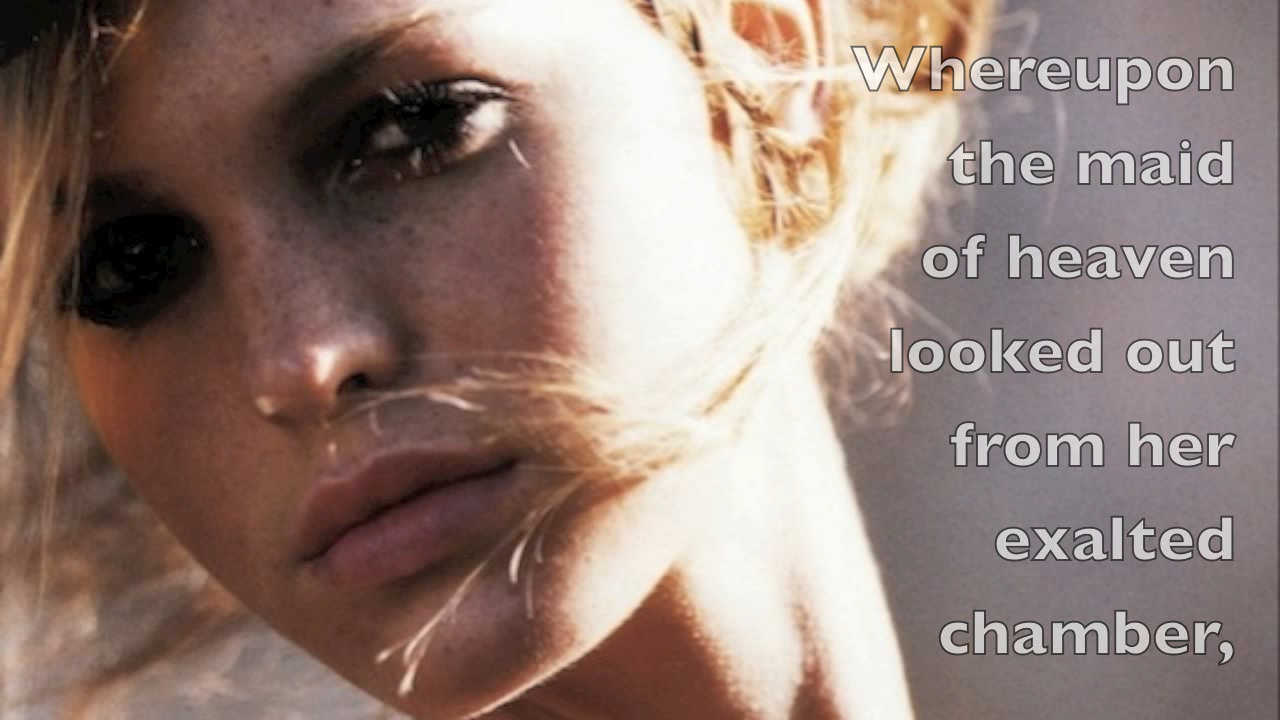 Whereupon
the maid
of heaven
looked out
from her
exalted
chamber,